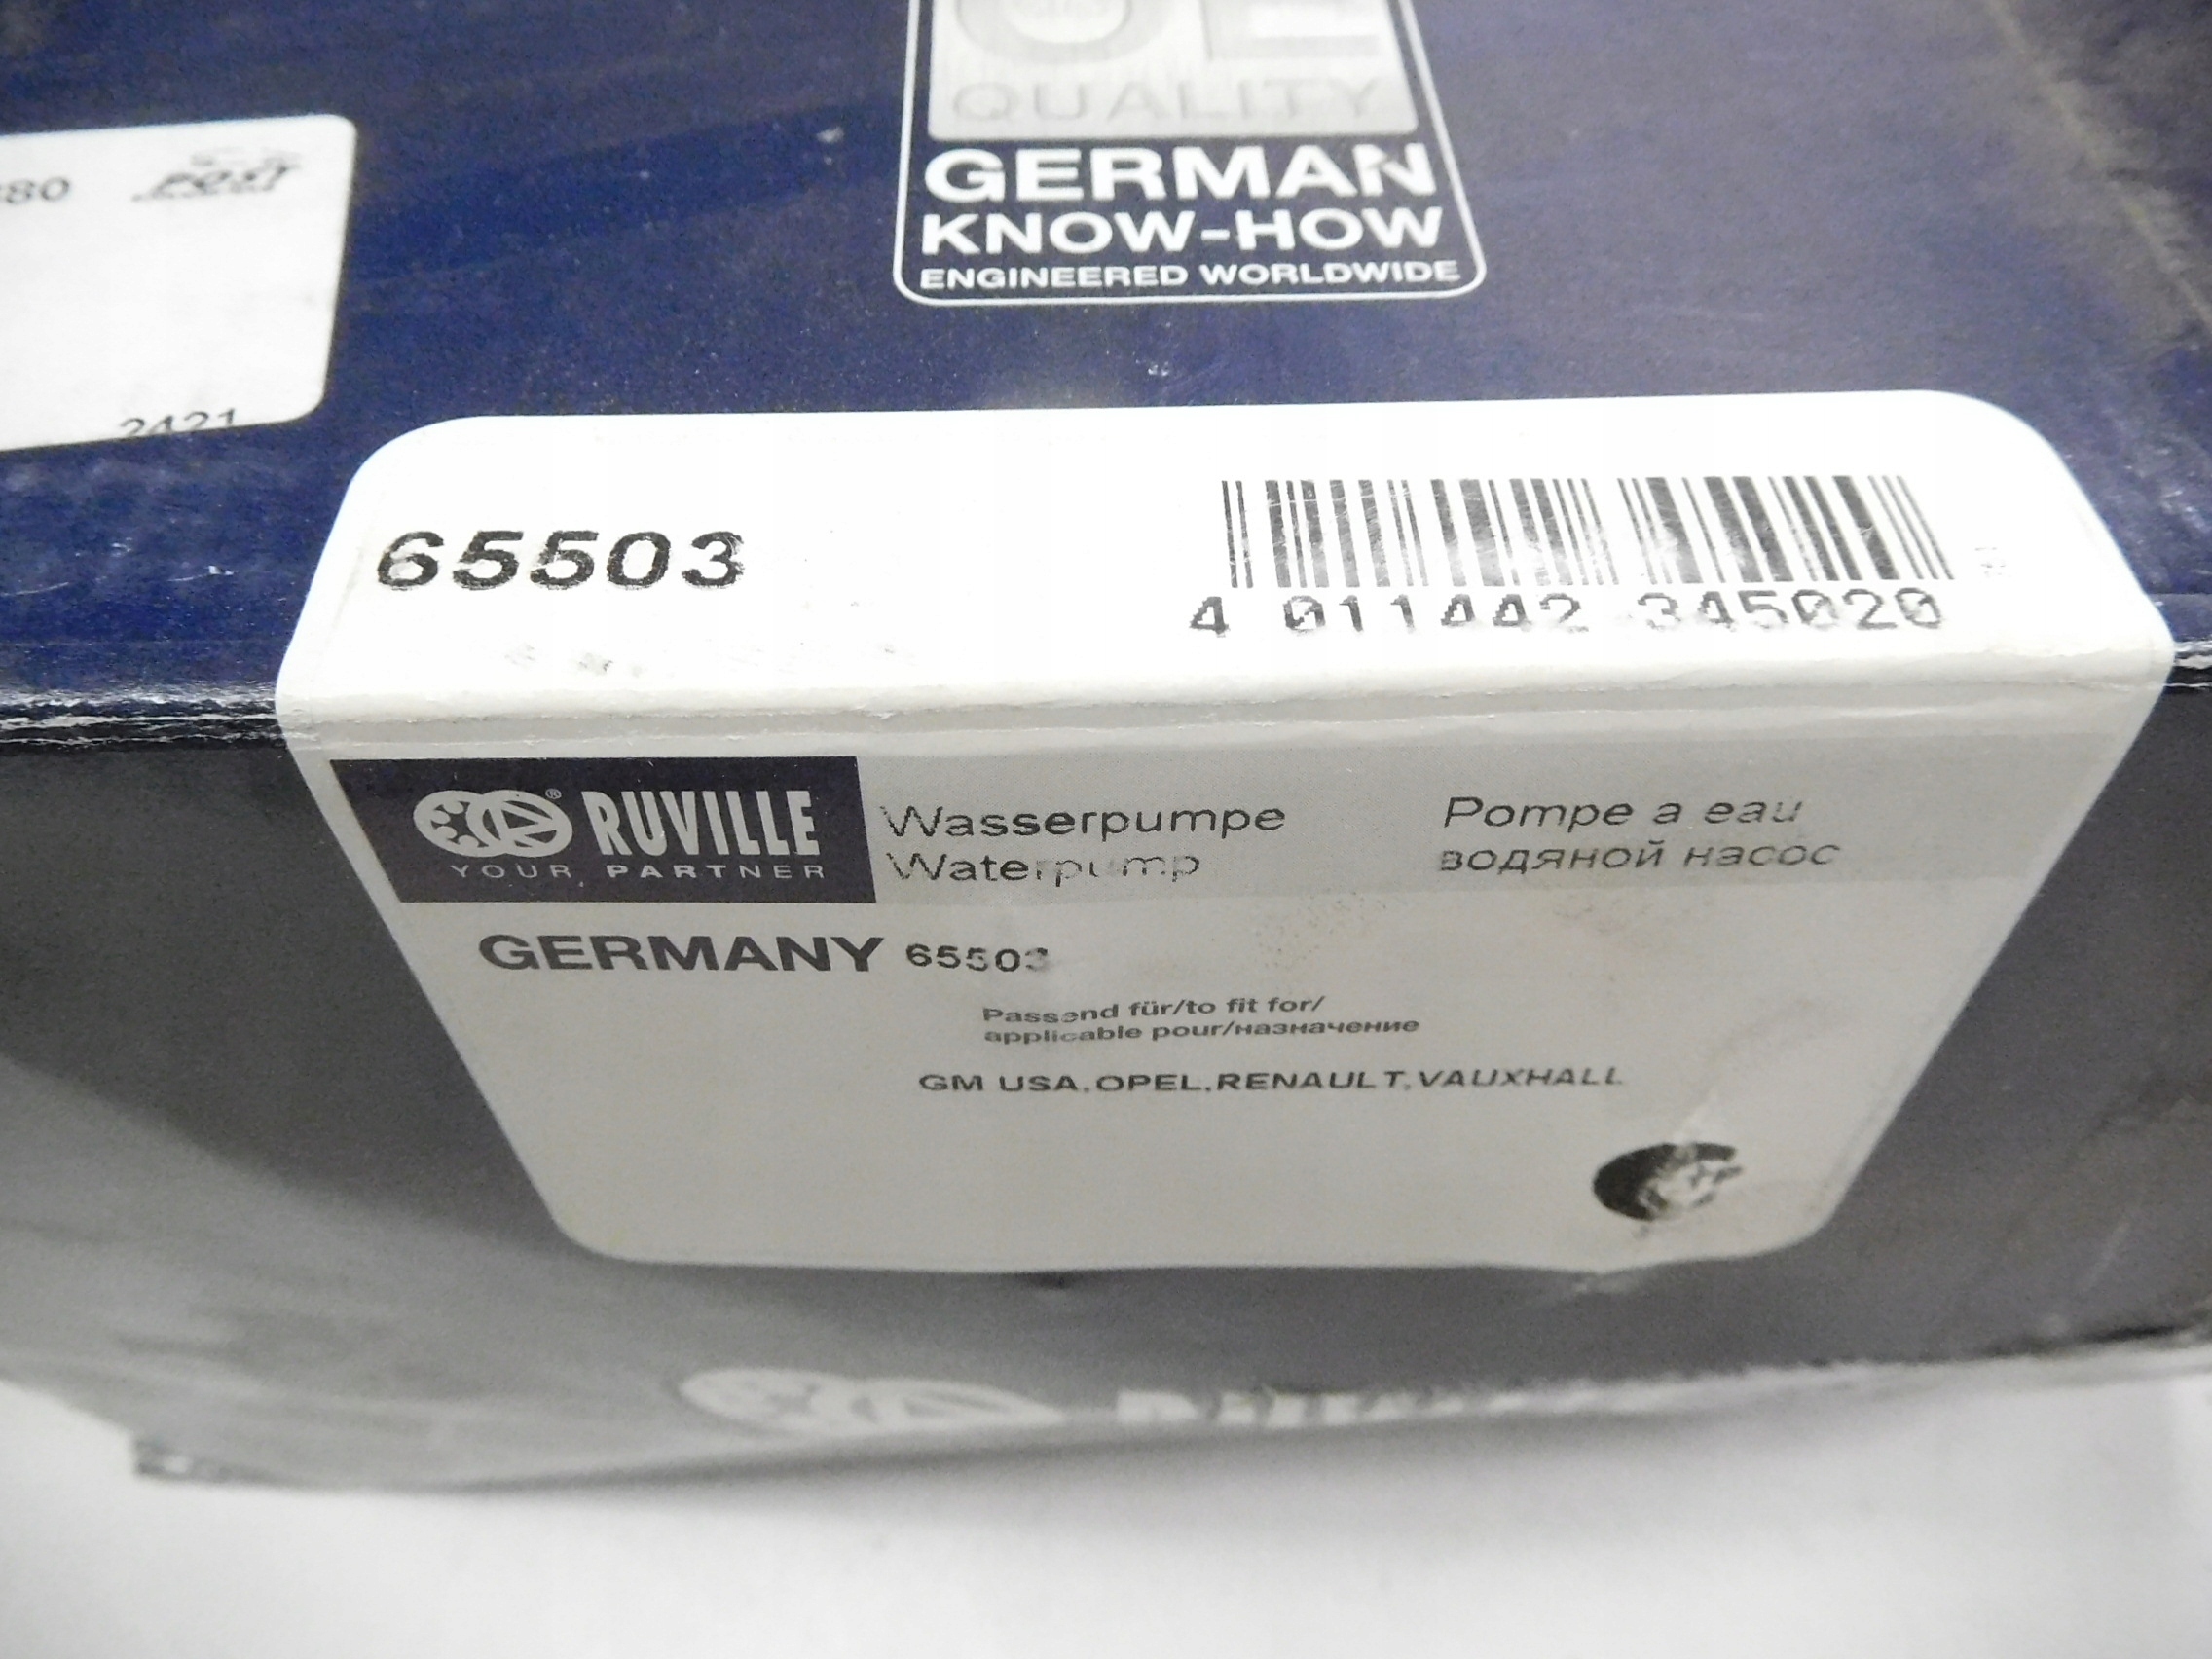 OE
QUALITY
GERMAN
KNOW-HOW
ENGINEERED WORLDWIDE
80
2421
65503
4 011442 345020
RUVILLE
YOUR PARTNER
Wasserpumpe
Waterpump
Pompe a eau
водяной насос
GERMANY 65503
Passend für/to fit for/
applicable pour/назначение
GM USA,OPEL,RENAULT,VAUXHALL